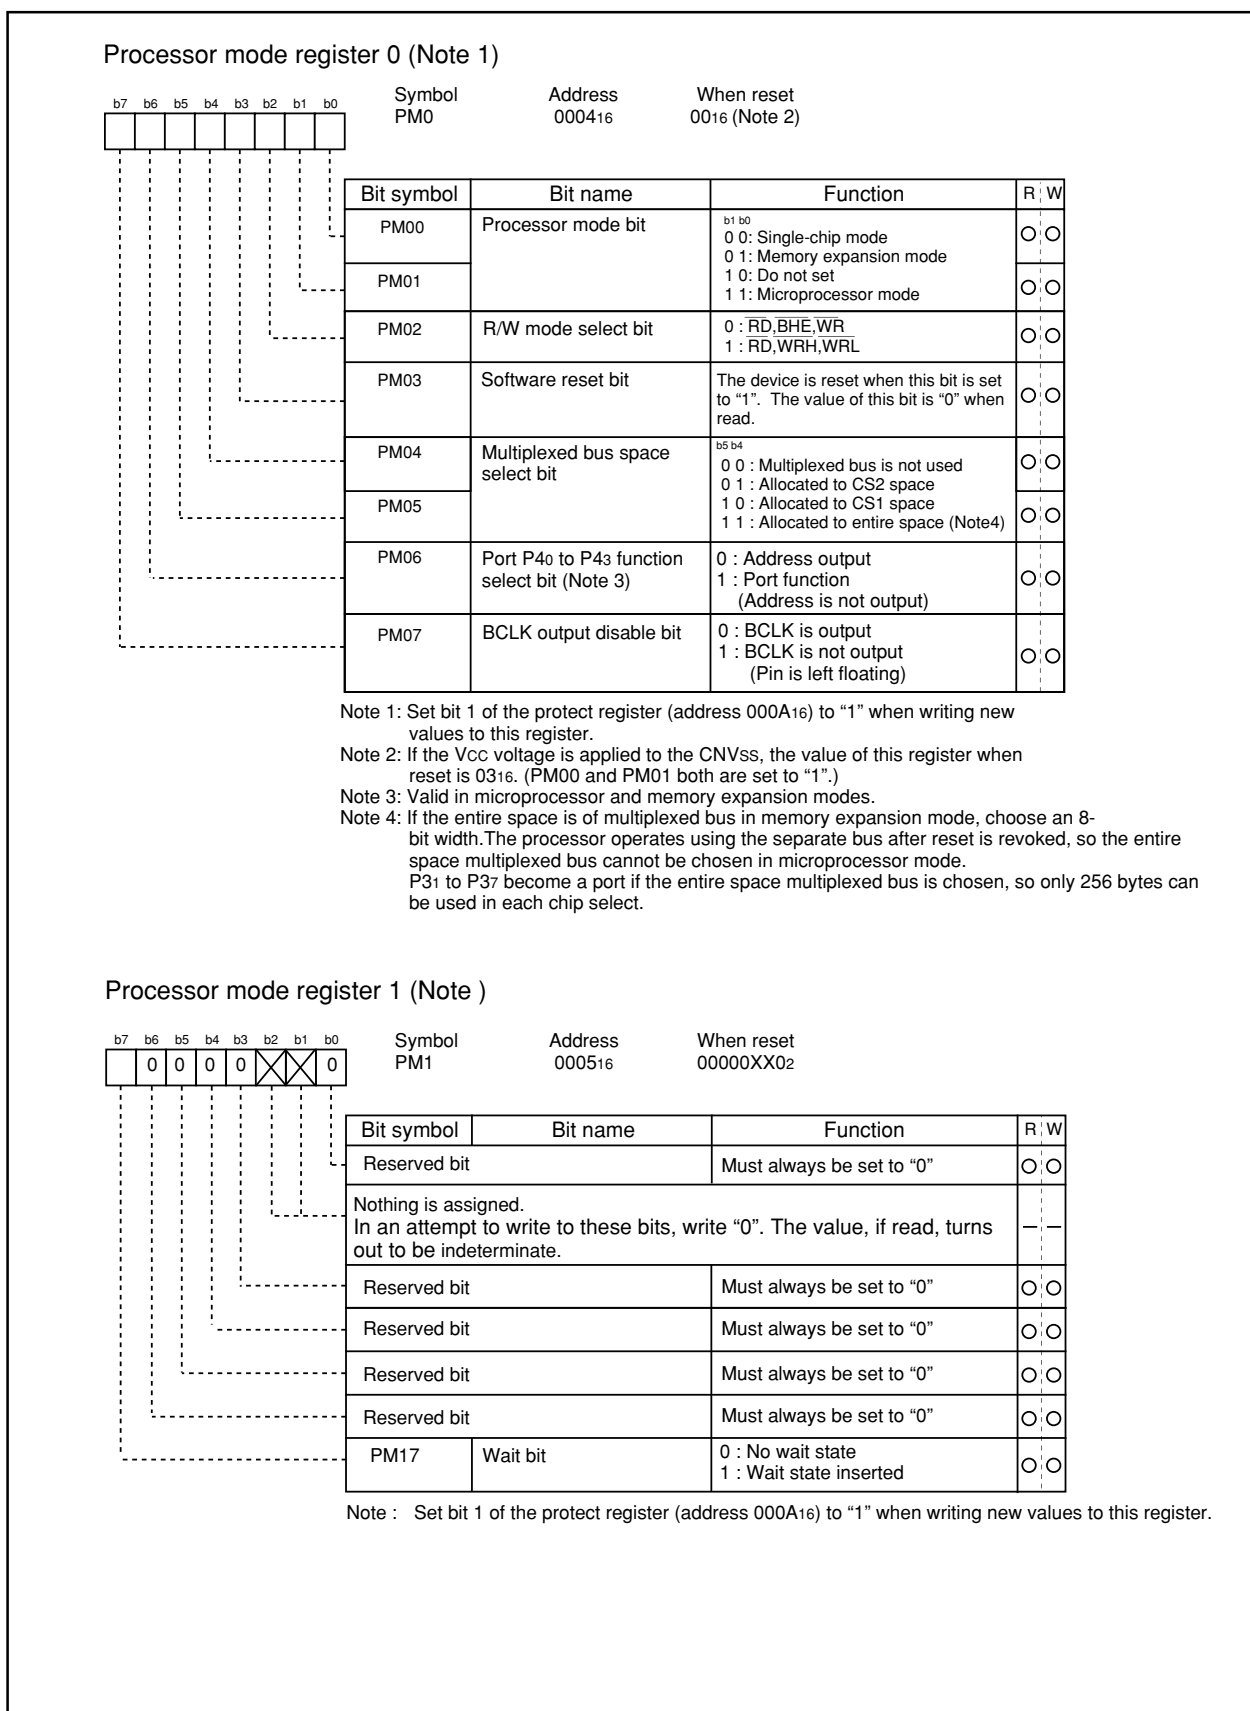 Processor mode register 0 (Note 1)
Symbol Address When reset
b7 b6 b5 b4 b3 b2 b1 b0
PM0 000416 0016 (Note 2)
Bit symbol Bit name Function R W
PM00 Processor mode bit b1 b0
0 0: Single-chip mode
0 1: Memory expansion mode
PM01 1 0: Do not set
1 1: Microprocessor mode
PM02 R/W mode select bit 0 : RD,BHE,WR
1 : RD,WRH,WRL
PM03 Software reset bit The device is reset when this bit is set
to “1”. The value of this bit is “0” when
read.
PM04 Multiplexed bus space b5 b4
select bit 0 0 : Multiplexed bus is not used
0 1 : Allocated to CS2 space
PM05 1 0 : Allocated to CS1 space
1 1 : Allocated to entire space (Note4)
PM06 Port P40 to P43 function 0 : Address output
select bit (Note 3) 1 : Port function
(Address is not output)
PM07 BCLK output disable bit 0 : BCLK is output
1 : BCLK is not output
(Pin is left floating)
Note 1: Set bit 1 of the protect register (address 000A16) to “1” when writing new
values to this register.
Note 2: If the VCC voltage is applied to the CNVSS, the value of this register when
reset is 0316. (PM00 and PM01 both are set to “1”.)
Note 3: Valid in microprocessor and memory expansion modes.
Note 4: If the entire space is of multiplexed bus in memory expansion mode, choose an 8-
bit width.The processor operates using the separate bus after reset is revoked, so the entire
space multiplexed bus cannot be chosen in microprocessor mode.
P31 to P37 become a port if the entire space multiplexed bus is chosen, so only 256 bytes can
be used in each chip select.
Processor mode register 1 (Note )
b7 b6 b5 b4 b3 b2 b1 b0 Symbol Address When reset
0 0 0 0 0 PM1 000516 00000XX02
Bit symbol Bit name Function R W
Reserved bit Must always be set to “0”
Nothing is assigned.
In an attempt to write to these bits, write “0”. The value, if read, turns
out to be indeterminate.
Reserved bit Must always be set to “0”
Reserved bit Must always be set to “0”
Reserved bit Must always be set to “0”
Reserved bit Must always be set to “0”
PM17 Wait bit 0 : No wait state
1 : Wait state inserted
Note : Set bit 1 of the protect register (address 000A16) to “1” when writing new values to this register.